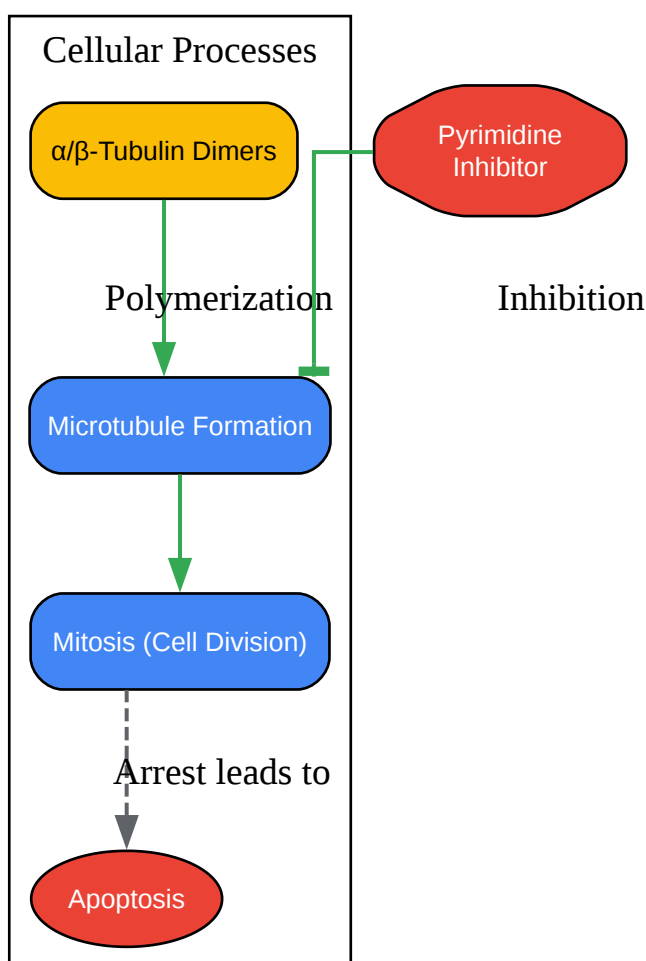 Cellular Processes
α/β-Tubulin Dimers
Pyrimidine
Inhibitor
Polymerization
Inhibition
Microtubule Formation
Mitosis (Cell Division)
Arrest leads to
Apoptosis